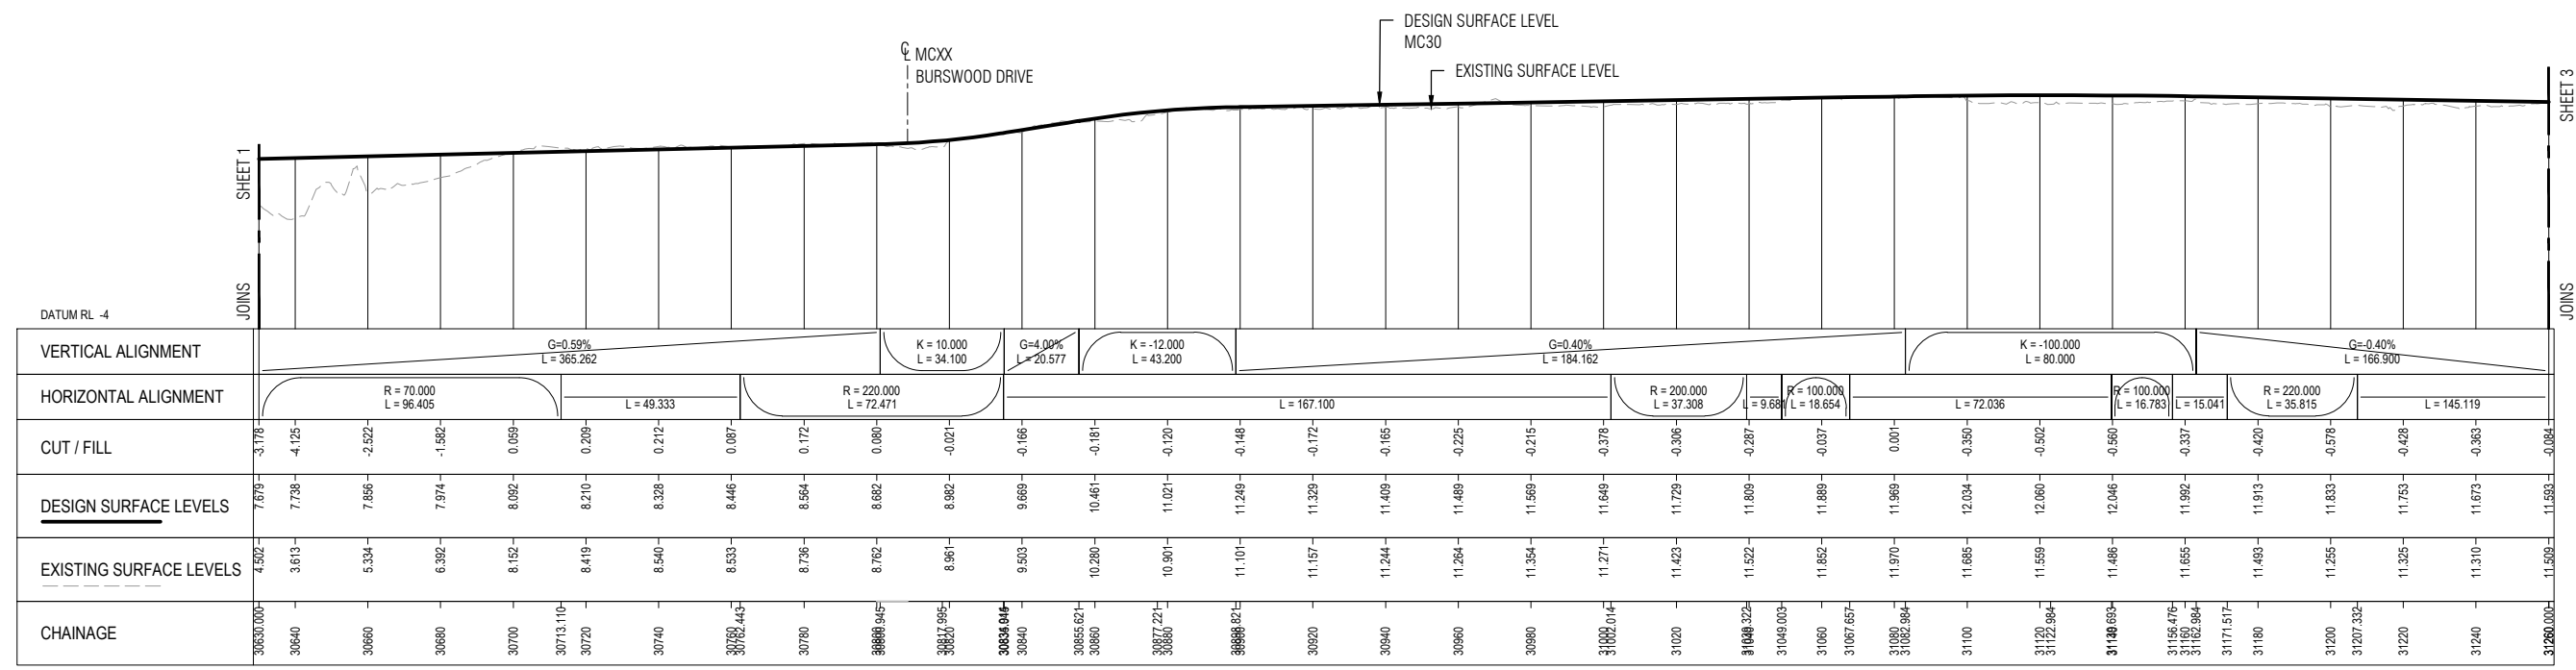 DESIGN SURFACE LEVEL
MC30
MCXX
BURSWOOD DRIVE
EXISTING SURFACE LEVEL
JOINS SHEET 1
JOINS SHEET 3
DATUM RL -4
VERTICAL ALIGNMENT
G=0.59%
L = 365.262
K = 10.000
L = 34.100
G=4.00%
L = 20.577
K = -12.000
L = 43.200
G=0.40%
L = 184.162
K = -100.000
L = 80.000
G=-0.40%
L = 166.900
HORIZONTAL ALIGNMENT
R = 70.000
L = 96.405
L = 49.333
R = 220.000
L = 72.471
L = 167.100
R = 200.000
L = 37.308
L = 9.681
R = 100.000
L = 18.654
L = 72.036
R = 100.000
L = 16.783
L = 15.041
R = 220.000
L = 35.815
L = 145.119
CUT / FILL
-3.178 -4.125 -2.522 -1.582 0.059 0.209 0.212 0.087 0.172 0.080 -0.021 -0.166 -0.181 -0.120 -0.148 -0.172 -0.165 -0.225 -0.215 -0.378 -0.306 -0.287 -0.037 0.001 -0.350 -0.502 -0.560 -0.337 -0.420 -0.578 -0.428 -0.363 -0.084
DESIGN SURFACE LEVELS
7.679 7.738 7.856 7.974 8.092 8.210 8.328 8.446 8.564 8.682 8.982 9.669 10.461 11.021 11.249 11.329 11.409 11.489 11.569 11.649 11.729 11.809 11.889 11.969 12.034 12.060 12.046 11.992 11.913 11.833 11.753 11.673 11.593
EXISTING SURFACE LEVELS
4.502 3.613 5.334 6.392 8.152 8.419 8.540 8.533 8.736 8.762 8.961 9.503 10.280 10.901 11.101 11.157 11.244 11.264 11.354 11.271 11.423 11.522 11.852 11.970 11.685 11.559 11.486 11.655 11.493 11.255 11.325 11.310 11.509
CHAINAGE
30630.000 30640 30660 30680 30700 30713.110 30720 30740 30760 30762.443 30780 30817.995 30820 30840 30855.621 30860 30877.221 30880 30920 30940 30960 30980 31000 31002.014 31020 31049.003 31060 31067.657 31080 31082.984 31100 31120 31122.984 31156.476 31160 31162.984 31171.517 31180 31200 31207.332 31220 31240